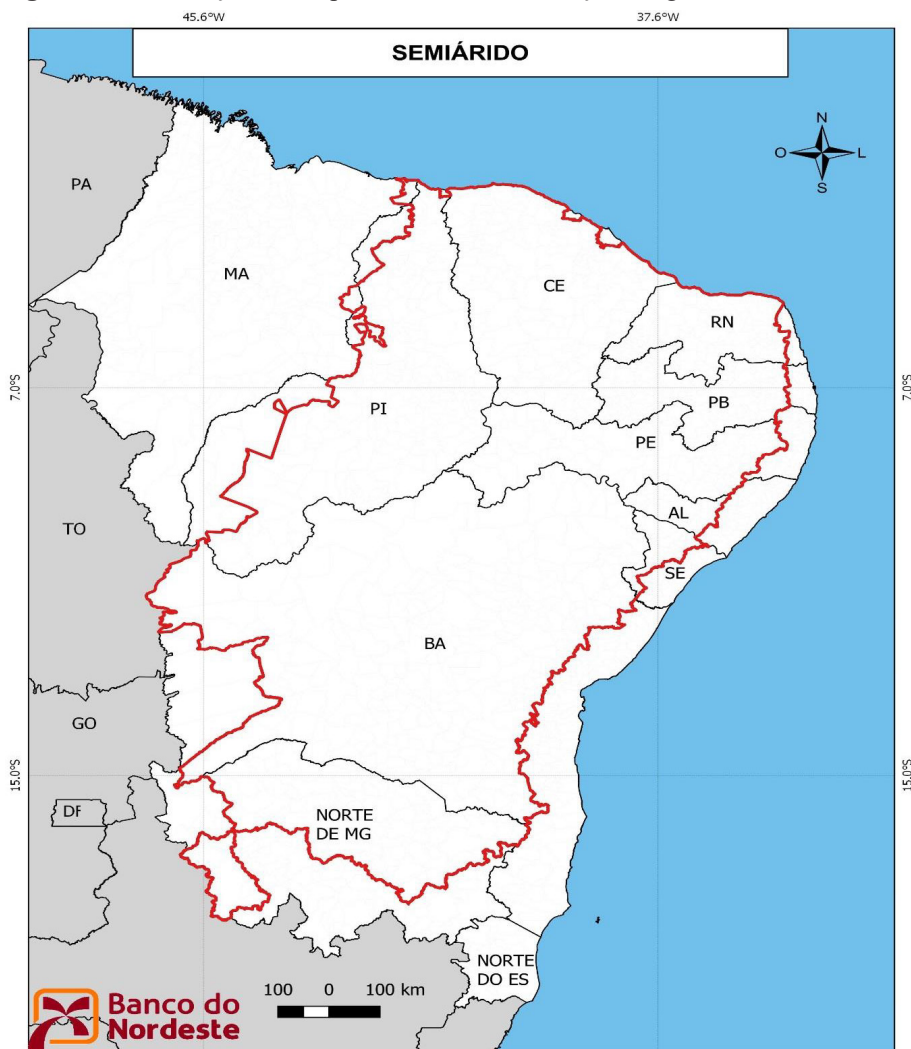 45.6°W 37.6°W
SEMIÁRIDO
N
O L
S
PA
MA
CE
RN
7.0°S 7.0°S
PI
PB
PE
AL
TO
SE
BA
GO
15.0°S 15.0°S
DF
NORTE
DE MG
NORTE
DO ES
100 0 100 km
Banco do
Nordeste